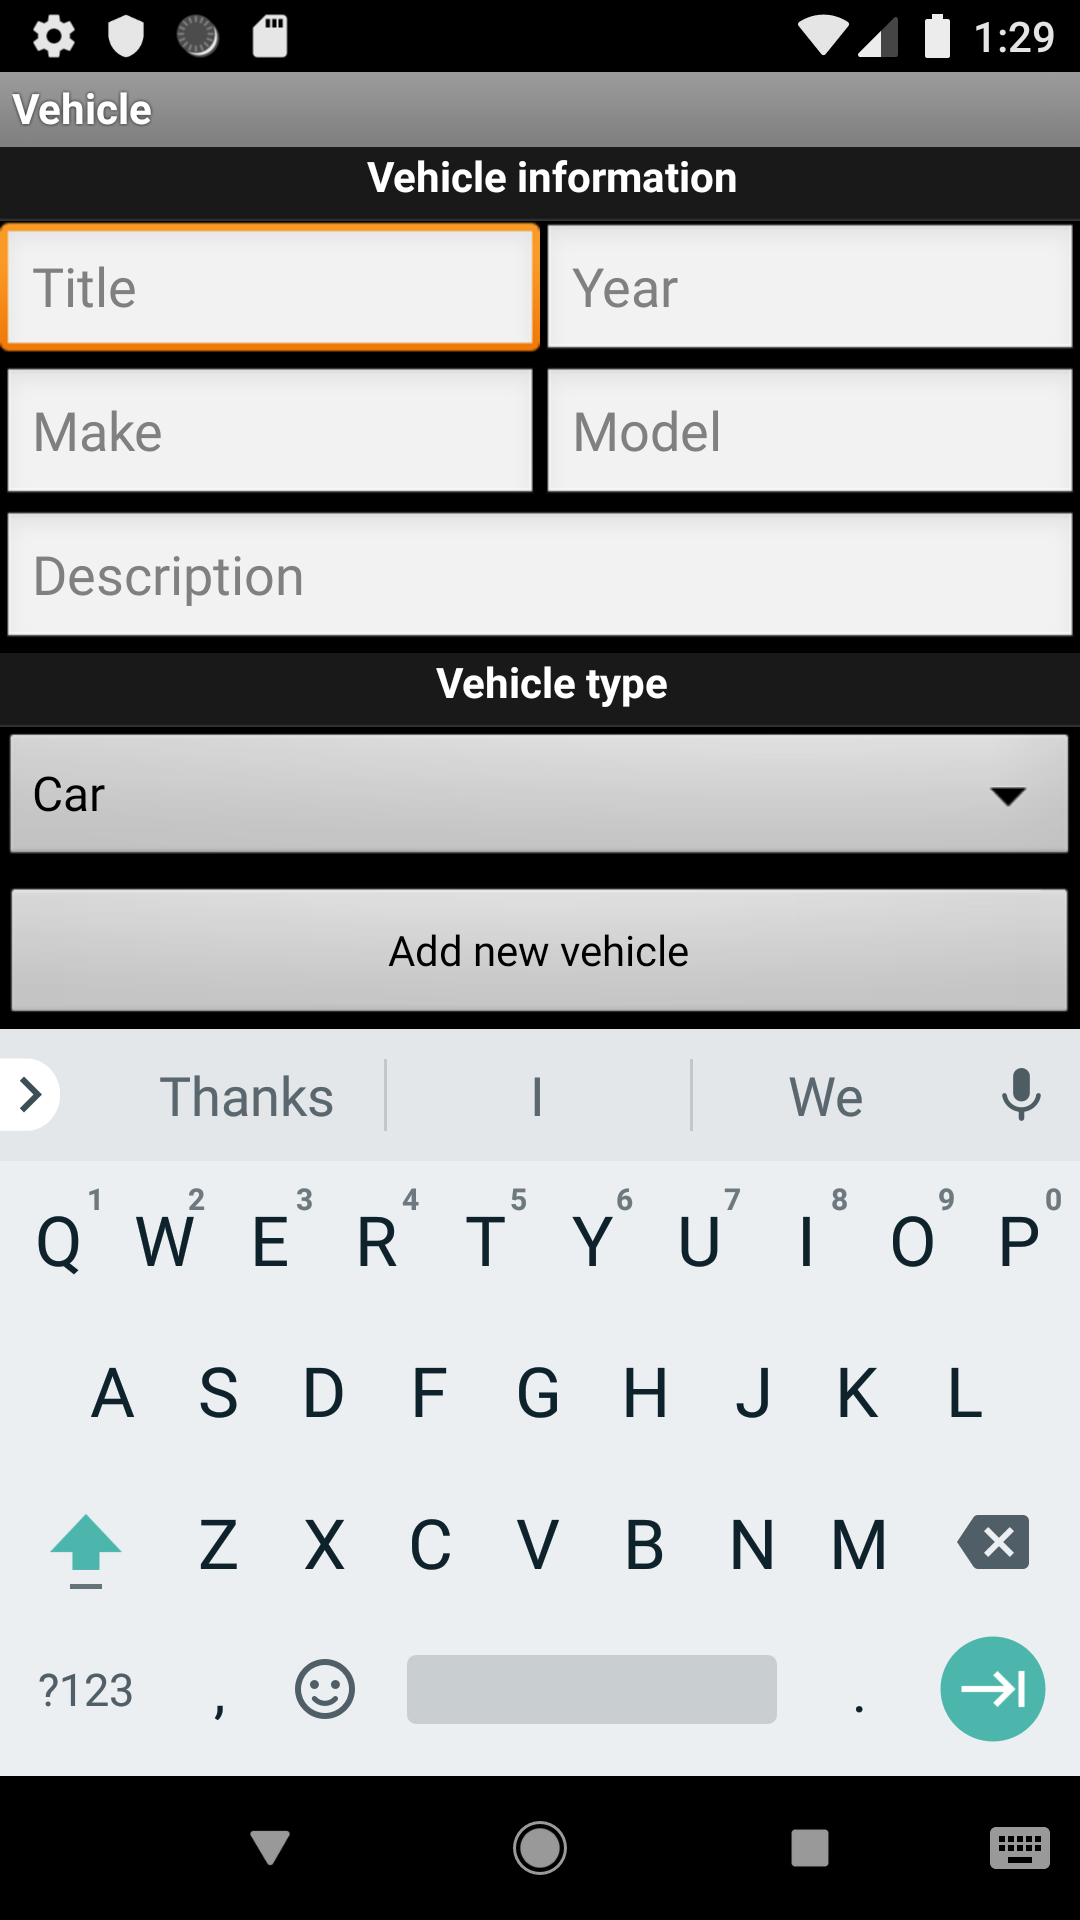 1:29
Vehicle
Vehicle information
Title Year
Make Model
Description
Vehicle type
Car
Add new vehicle
Thanks I We
1 2 3 4 5 6 7 8 9 0
Q W E R T Y U I O P
A S D F G H J K L
Z X C V B N M
?123 , .